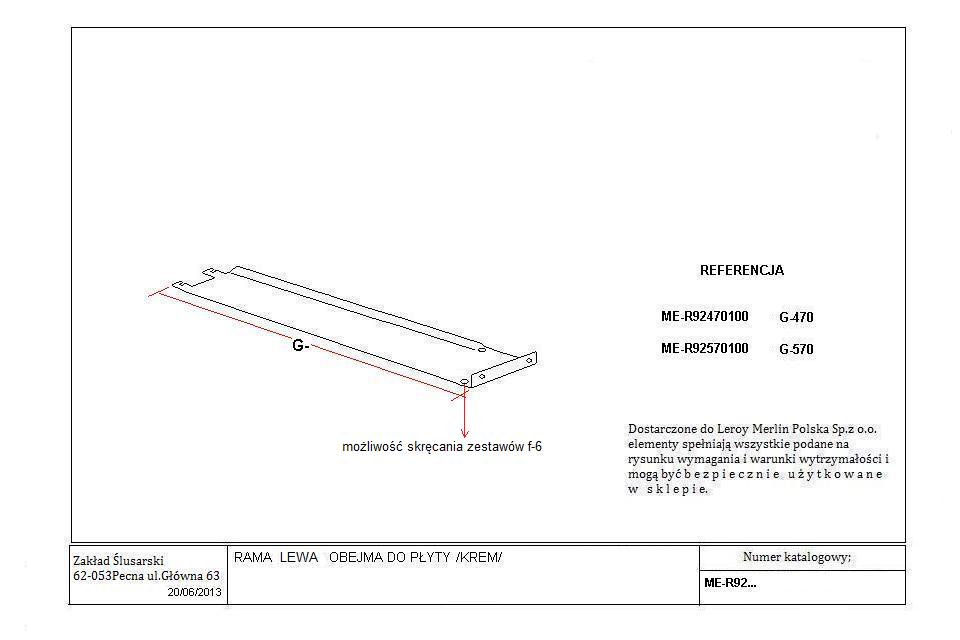 REFERENCJA
ME-R92470100 G-470
ME-R92570100 G-570
G-
możliwość skręcania zestawów f-6
Dostarczone do Leroy Merlin Polska Sp.z o.o.
elementy spełniają wszystkie podane na
rysunku wymagania i warunki wytrzymałości i
mogą być b e z p i e c z n i e u ż y t k o w a n e
w s k l e p i e.
Zakład Ślusarski
62-053Pecna ul.Główna 63
20/06/2013
RAMA LEWA OBEJMA DO PŁYTY /KREM/
Numer katalogowy;
ME-R92...